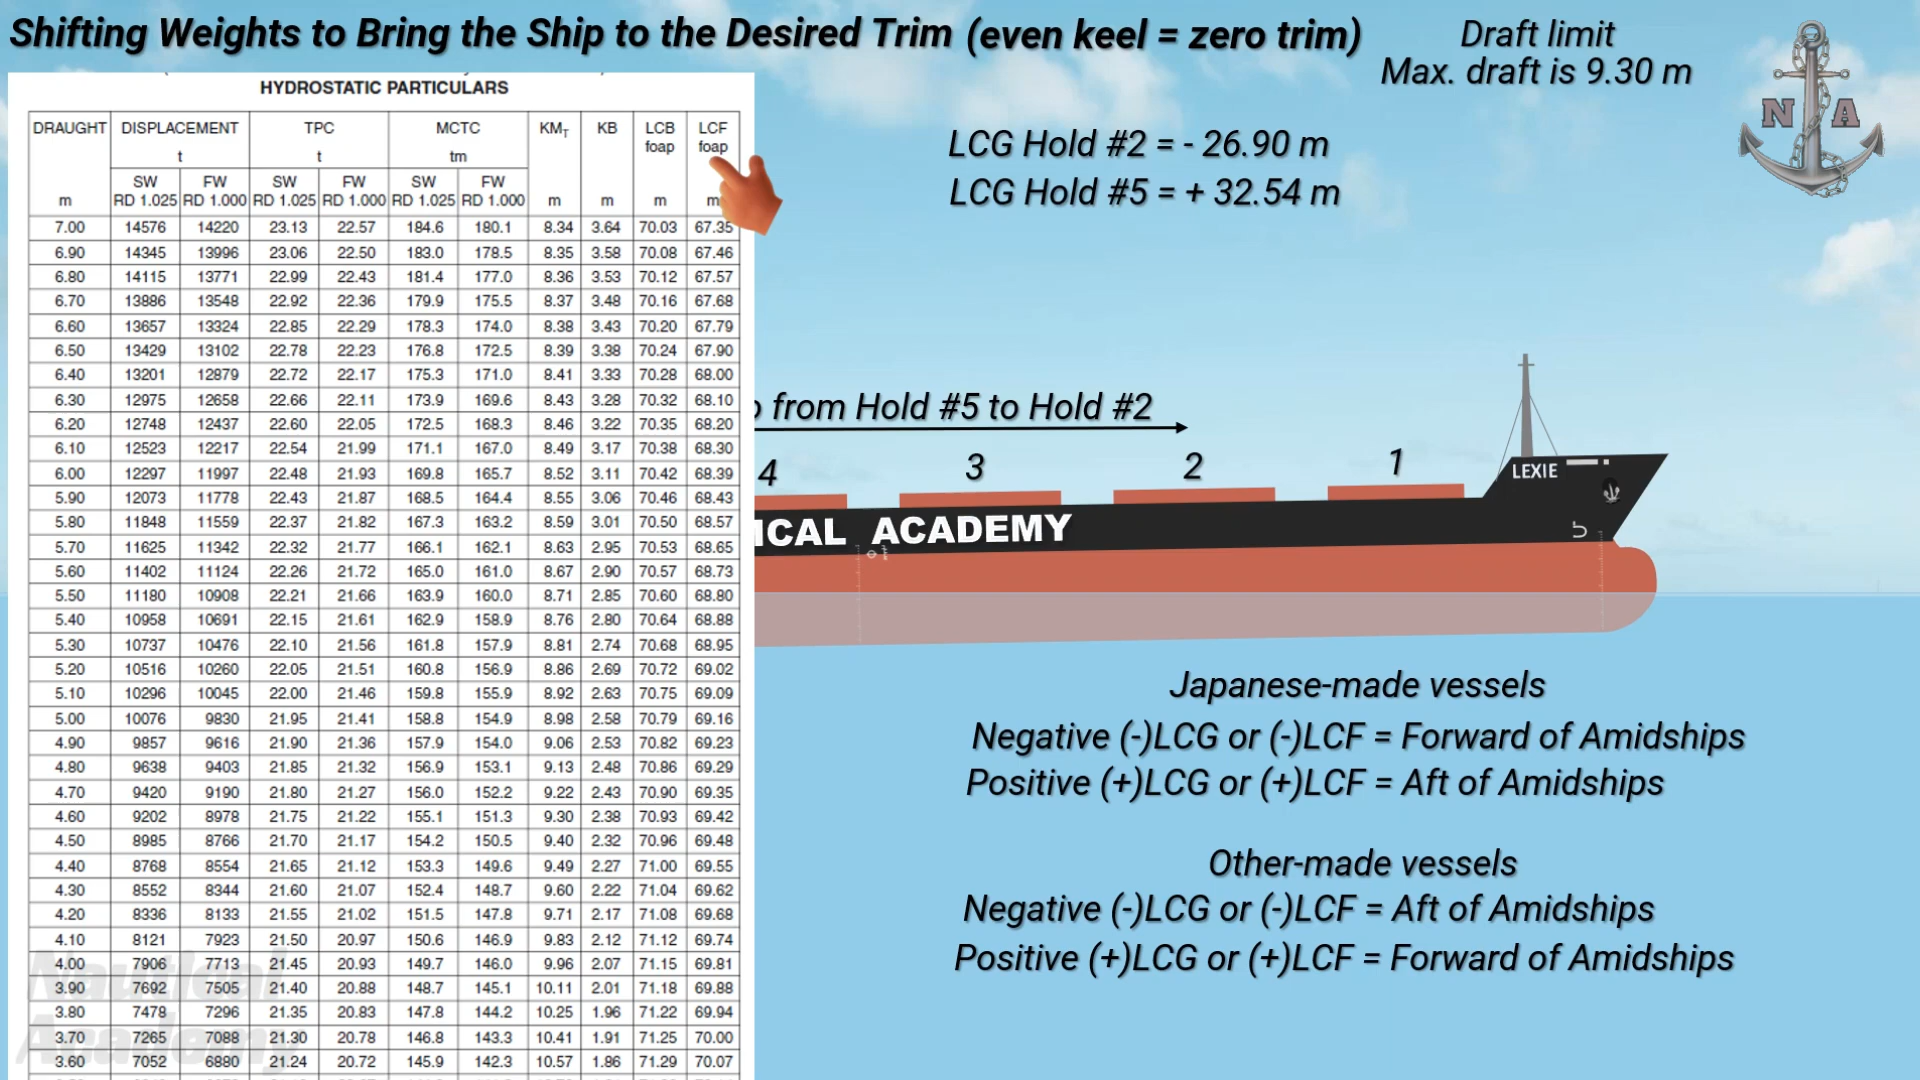 Shifting Weights to Bring the Ship to the Desired Trim (even keel = zero trim)
Draft limit
Max. draft is 9.30 m
N A
HYDROSTATIC PARTICULARS
DRAUGHT DISPLACEMENT TPC MCTC KMT KB LCB LCF
foap foap
t t tm
SW FW SW FW SW FW
m RD 1.025 RD 1.000 RD 1.025 RD 1.000 RD 1.025 RD 1.000 m m m m
7.00 14576 14220 23.13 22.57 184.6 180.1 8.34 3.64 70.03 67.35
6.90 14345 13996 23.06 22.50 183.0 178.5 8.35 3.58 70.08 67.46
6.80 14115 13771 22.99 22.43 181.4 177.0 8.36 3.53 70.12 67.57
6.70 13886 13548 22.92 22.36 179.9 175.5 8.37 3.48 70.16 67.68
6.60 13657 13324 22.85 22.29 178.3 174.0 8.38 3.43 70.20 67.79
6.50 13429 13102 22.78 22.23 176.8 172.5 8.39 3.38 70.24 67.90
6.40 13201 12879 22.72 22.17 175.3 171.0 8.41 3.33 70.28 68.00
6.30 12975 12658 22.66 22.11 173.9 169.6 8.43 3.28 70.32 68.10
6.20 12748 12437 22.60 22.05 172.5 168.3 8.46 3.22 70.35 68.20
6.10 12523 12217 22.54 21.99 171.1 167.0 8.49 3.17 70.38 68.30
6.00 12297 11997 22.48 21.93 169.8 165.7 8.52 3.11 70.42 68.39
5.90 12073 11778 22.43 21.87 168.5 164.4 8.55 3.06 70.46 68.43
5.80 11848 11559 22.37 21.82 167.3 163.2 8.59 3.01 70.50 68.57
5.70 11625 11342 22.32 21.77 166.1 162.1 8.63 2.95 70.53 68.65
5.60 11402 11124 22.26 21.72 165.0 161.0 8.67 2.90 70.57 68.73
5.50 11180 10908 22.21 21.66 163.9 160.0 8.71 2.85 70.60 68.80
5.40 10958 10691 22.15 21.61 162.9 158.9 8.76 2.80 70.64 68.88
5.30 10737 10476 22.10 21.56 161.8 157.9 8.81 2.74 70.68 68.95
5.20 10516 10260 22.05 21.51 160.8 156.9 8.86 2.69 70.72 69.02
5.10 10296 10045 22.00 21.46 159.8 155.9 8.92 2.63 70.75 69.09
5.00 10076 9830 21.95 21.41 158.8 154.9 8.98 2.58 70.79 69.16
4.90 9857 9616 21.90 21.36 157.9 154.0 9.06 2.53 70.82 69.23
4.80 9638 9403 21.85 21.32 156.9 153.1 9.13 2.48 70.86 69.29
4.70 9420 9190 21.80 21.27 156.0 152.2 9.22 2.43 70.90 69.35
4.60 9202 8978 21.75 21.22 155.1 151.3 9.30 2.38 70.93 69.42
4.50 8985 8766 21.70 21.17 154.2 150.5 9.40 2.32 70.96 69.48
4.40 8768 8554 21.65 21.12 153.3 149.6 9.49 2.27 71.00 69.55
4.30 8552 8344 21.60 21.07 152.4 148.7 9.60 2.22 71.04 69.62
4.20 8336 8133 21.55 21.02 151.5 147.8 9.71 2.17 71.08 69.68
4.10 8121 7923 21.50 20.97 150.6 146.9 9.83 2.12 71.12 69.74
4.00 7906 7713 21.45 20.93 149.7 146.0 9.96 2.07 71.15 69.81
3.90 7692 7505 21.40 20.88 148.7 145.1 10.11 2.01 71.18 69.88
3.80 7478 7296 21.35 20.83 147.8 144.2 10.25 1.96 71.22 69.94
3.70 7265 7088 21.30 20.78 146.8 143.3 10.41 1.91 71.25 70.00
3.60 7052 6880 21.24 20.72 145.9 142.3 10.57 1.86 71.29 70.07
Nautical
Academy
LCG Hold #2 = - 26.90 m
LCG Hold #5 = + 32.54 m
from Hold #5 to Hold #2
4 3 2 1
LEXIE
ICAL ACADEMY
Japanese-made vessels
Negative (-)LCG or (-)LCF = Forward of Amidships
Positive (+)LCG or (+)LCF = Aft of Amidships
Other-made vessels
Negative (-)LCG or (-)LCF = Aft of Amidships
Positive (+)LCG or (+)LCF = Forward of Amidships